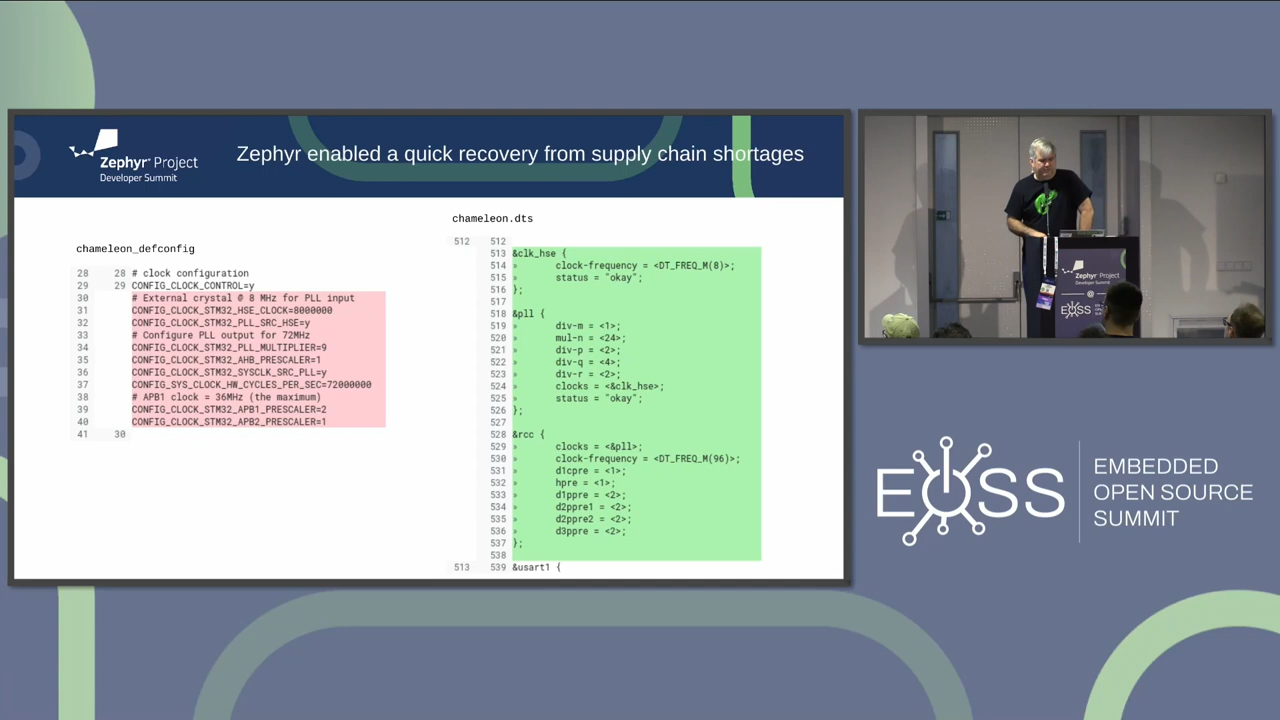 Zephyr® Project
Developer Summit
Zephyr enabled a quick recovery from supply chain shortages
chameleon_defconfig
28 28 # clock configuration
29 29 CONFIG_CLOCK_CONTROL=y
30 # External crystal @ 8 MHz for PLL input
31 CONFIG_CLOCK_STM32_HSE_CLOCK=8000000
32 CONFIG_CLOCK_STM32_PLL_SRC_HSE=y
33 # Configure PLL output for 72MHz
34 CONFIG_CLOCK_STM32_PLL_MULTIPLIER=9
35 CONFIG_CLOCK_STM32_AHB_PRESCALER=1
36 CONFIG_CLOCK_STM32_SYSCLK_SRC_PLL=y
37 CONFIG_SYS_CLOCK_HW_CYCLES_PER_SEC=72000000
38 # APB1 clock = 36MHz (the maximum)
39 CONFIG_CLOCK_STM32_APB1_PRESCALER=2
40 CONFIG_CLOCK_STM32_APB2_PRESCALER=1
41 30
chameleon.dts
512 512
513 &clk_hse {
514 » clock-frequency = <DT_FREQ_M(8)>;
515 » status = "okay";
516 };
517
518 &pll {
519 » div-m = <1>;
520 » mul-n = <24>;
521 » div-p = <2>;
522 » div-q = <4>;
523 » div-r = <2>;
524 » clocks = <&clk_hse>;
525 » status = "okay";
526 };
527
528 &rcc {
529 » clocks = <&pll>;
530 » clock-frequency = <DT_FREQ_M(96)>;
531 » d1cpre = <1>;
532 » hpre = <1>;
533 » d1ppre = <2>;
534 » d2ppre1 = <2>;
535 » d2ppre2 = <2>;
536 » d3ppre = <2>;
537 };
538
513 539 &usart1 {
Zephyr Project
Developer Summit
@
EOSS
EOSS
EMBEDDED
OPEN SOURCE
SUMMIT